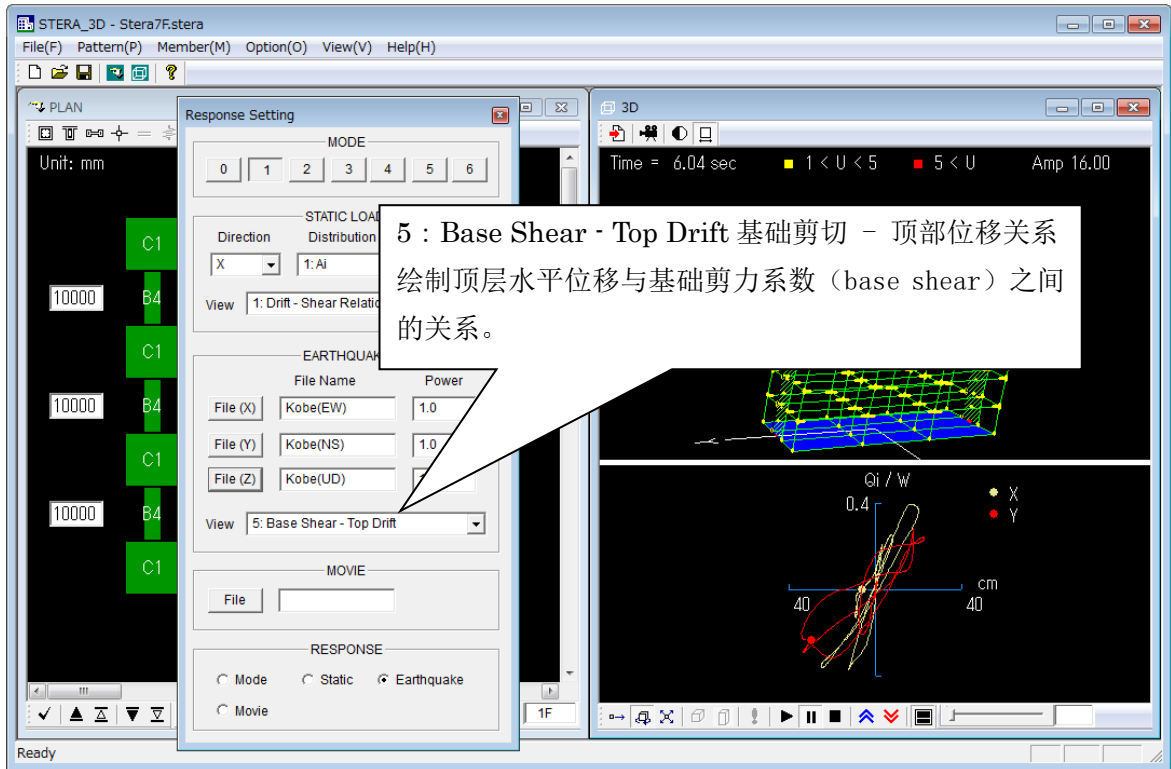 STERA_3D - Stera7F.stera
File(F) Pattern(P) Member(M) Option(O) View(V) Help(H)
PLAN
Unit: mm
C1
10000 B4
C1
10000 B4
C1
10000 B4
C1
1F
Response Setting
MODE
0 1 2 3 4 5 6
STATIC LOA
Direction Distribution
X 1: Ai
View 1: Drift - Shear Relatio
EARTHQUAK
File Name Power
File (X) Kobe(EW) 1.0
File (Y) Kobe(NS) 1.0
File (Z) Kobe(UD)
View 5: Base Shear - Top Drift
MOVIE
File
RESPONSE
Mode Static Earthquake
Movie
5：Base Shear - Top Drift 基础剪切 – 顶部位移关系
绘制顶层水平位移与基础剪力系数（base shear）之间
的关系。
3D
Time = 6.04 sec 1 < U < 5 5 < U Amp 16.00
Qi / W
0.4
X
Y
cm
40 40
Ready